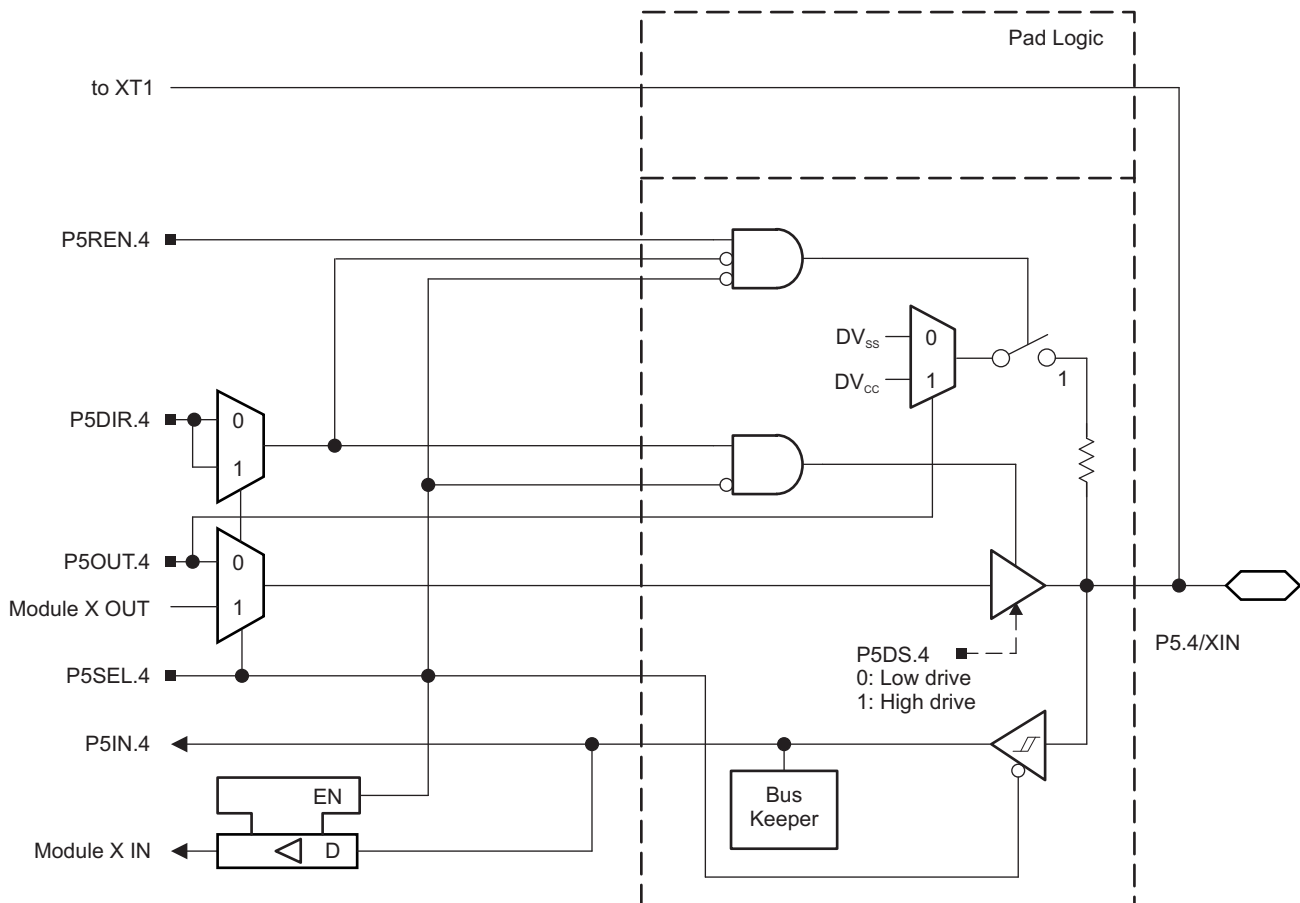 Pad Logic
to XT1
P5REN.4
DVSS
0
DVCC
1
1
P5DIR.4
0
1
P5OUT.4
0
Module X OUT
1
P5SEL.4
P5DS.4
0: Low drive
1: High drive
P5.4/XIN
P5IN.4
Bus
Keeper
EN
Module X IN
D